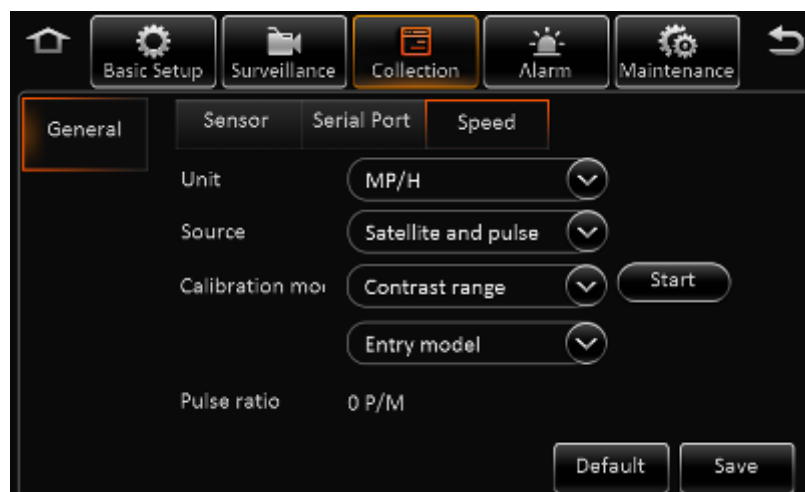 Basic Setup Surveillance Collection Alarm Maintenance
General Sensor Serial Port Speed
Unit MP/H
Source Satellite and pulse
Calibration mo Contrast range Start
Entry model
Pulse ratio 0 P/M
Default Save